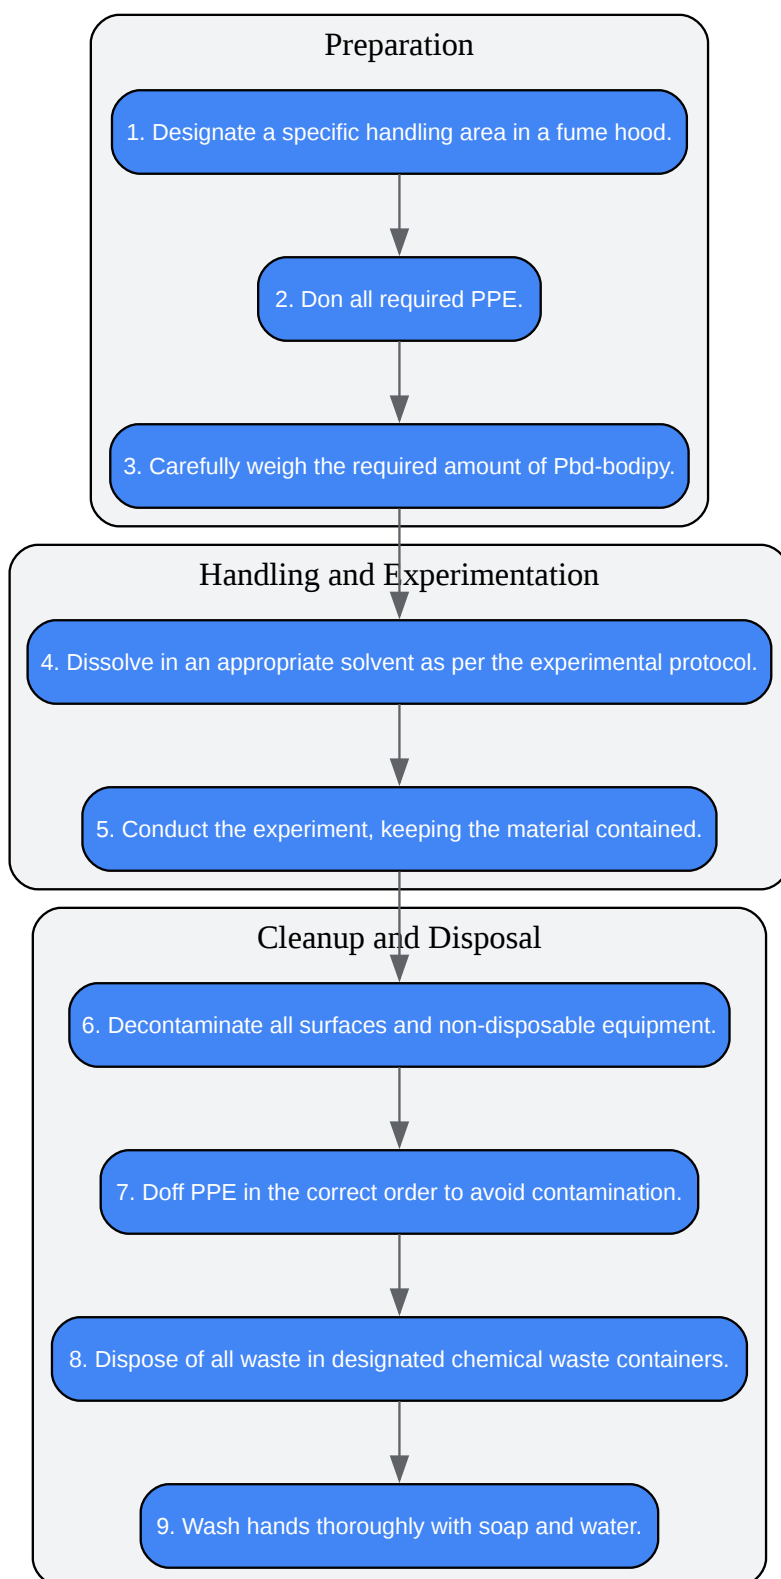 Preparation
1. Designate a specific handling area in a fume hood.
2. Don all required PPE.
3. Carefully weigh the required amount of Pbd-bodipy.
Handling and Experimentation
4. Dissolve in an appropriate solvent as per the experimental protocol.
5. Conduct the experiment, keeping the material contained.
Cleanup and Disposal
6. Decontaminate all surfaces and non-disposable equipment.
7. Doff PPE in the correct order to avoid contamination.
8. Dispose of all waste in designated chemical waste containers.
9. Wash hands thoroughly with soap and water.